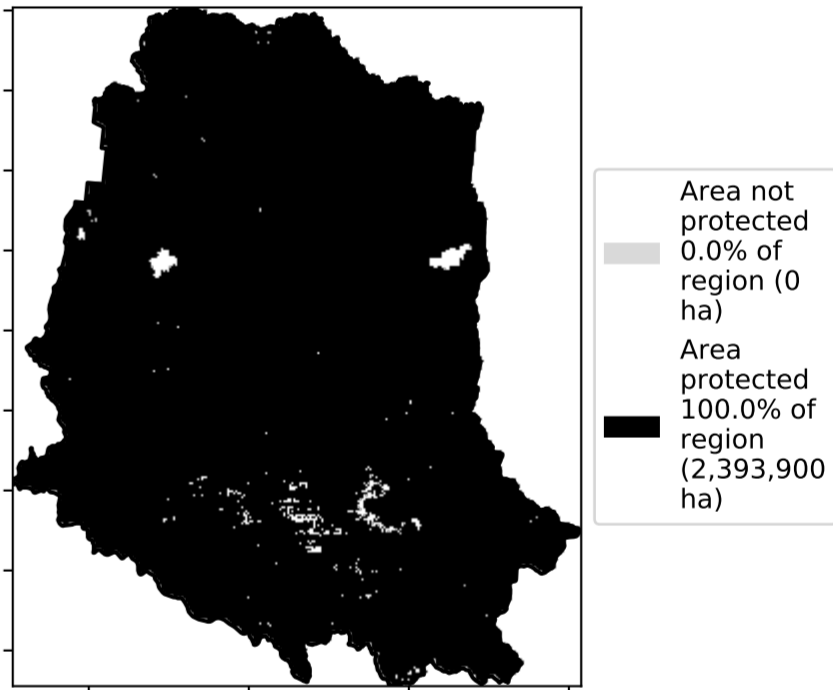 Area not
protected
0.0% of
region (0
ha)
Area
protected
100.0% of
region
(2,393,900
ha)